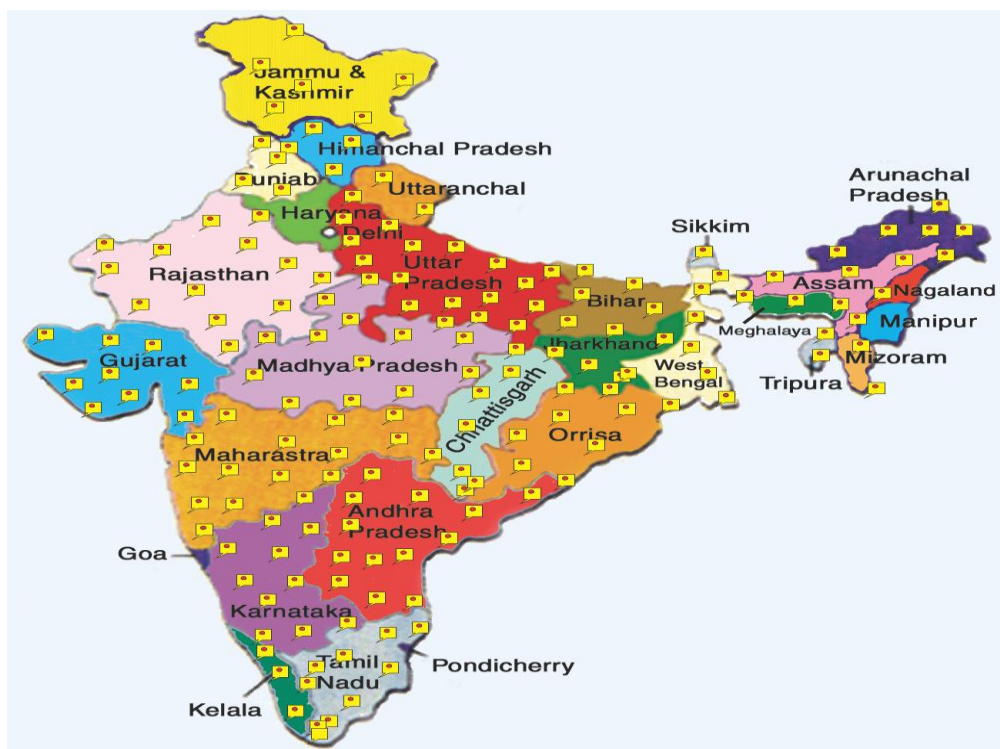 Jammu &
Kashmir
Himanchal Pradesh
Punjab
Uttaranchal
Arunachal
Pradesh
Haryana
Delhi
Sikkim
Rajasthan
Uttar
Pradesh
Assam
Nagaland
Bihar
Meghalaya
Manipur
Gujarat
Madhya Pradesh
Jharkhand
West
Bengal
Tripura
Mizoram
Chhattisgarh
Orrisa
Maharastra
Andhra
Pradesh
Goa
Karnataka
Tamil
Nadu
Pondicherry
Kelala